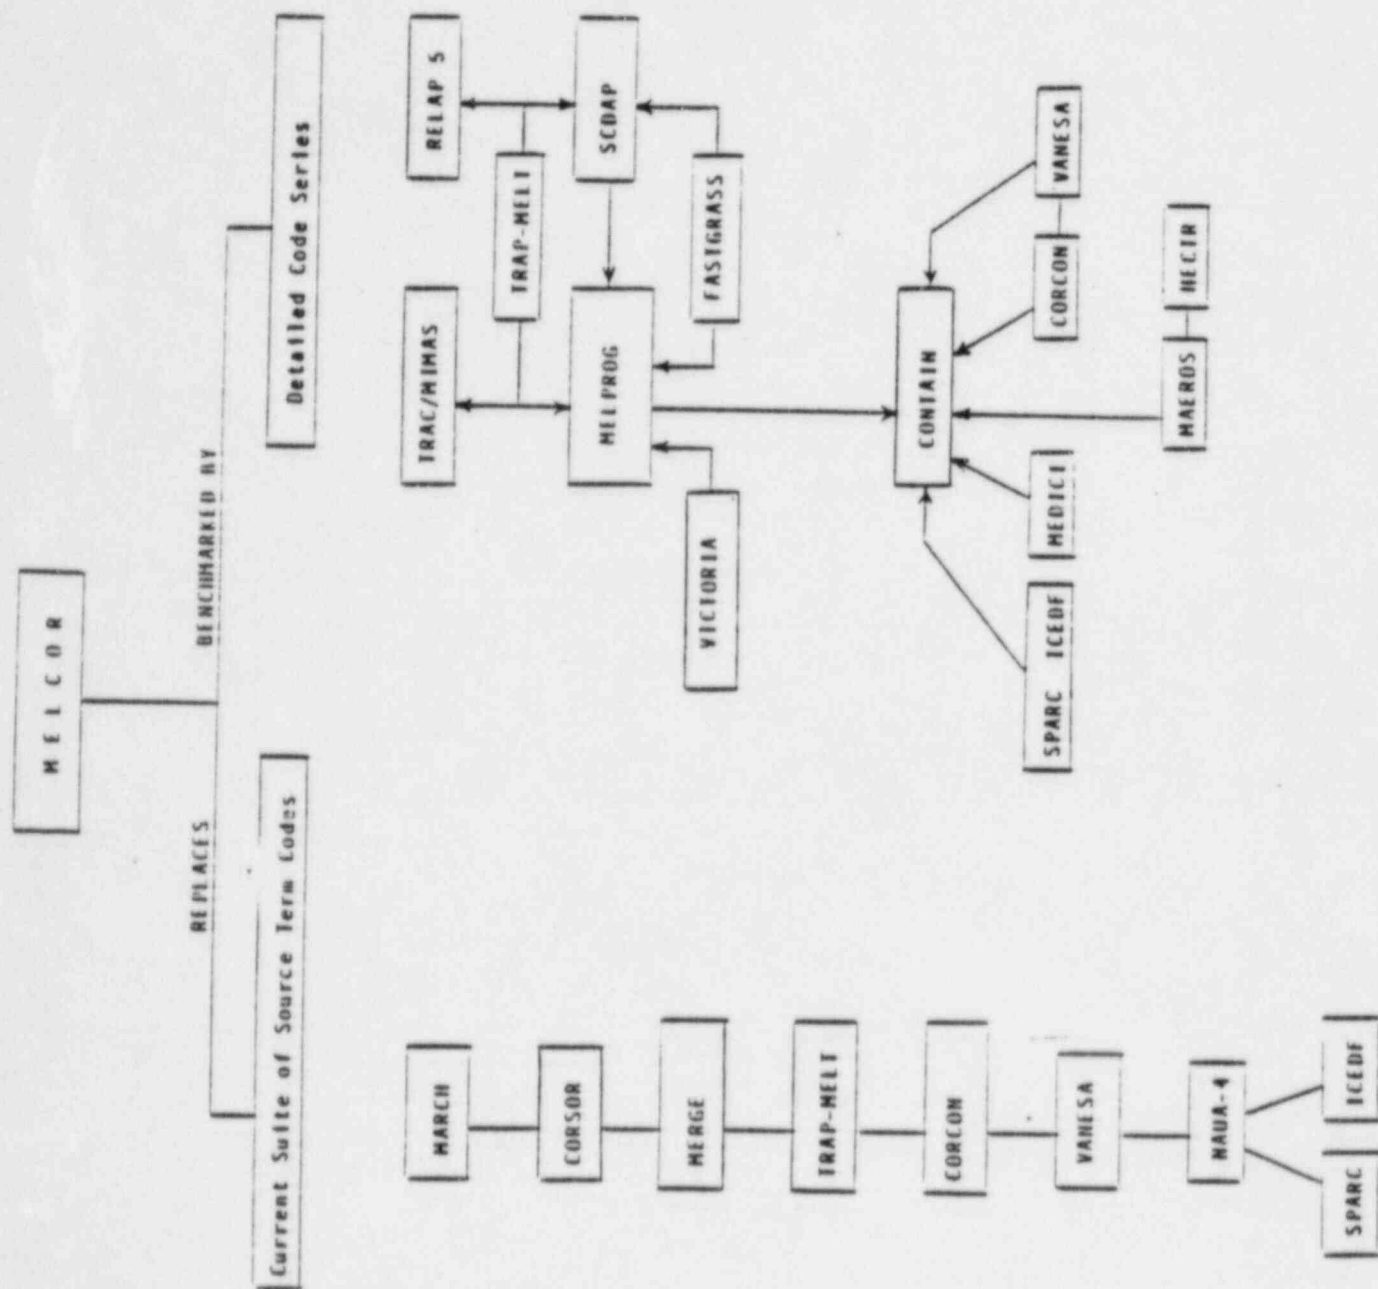 M E L C O R
REPLACES
BENCHMARKED BY
Current Suite of Source Term Codes
Detailed Code Series
MARCH
CORSOR
MERGE
TRAP-MELT
CORCON
VANESA
NAUA-4
SPARC
ICEDF
TRAC/MIMAS
RELAP 5
TRAP-MELT
MELPROG
SCDAP
VICTORIA
FASTGRASS
CONTAIN
SPARC ICEDF
MEDICI
CORCON
VANESA
MAEROS
HECTR